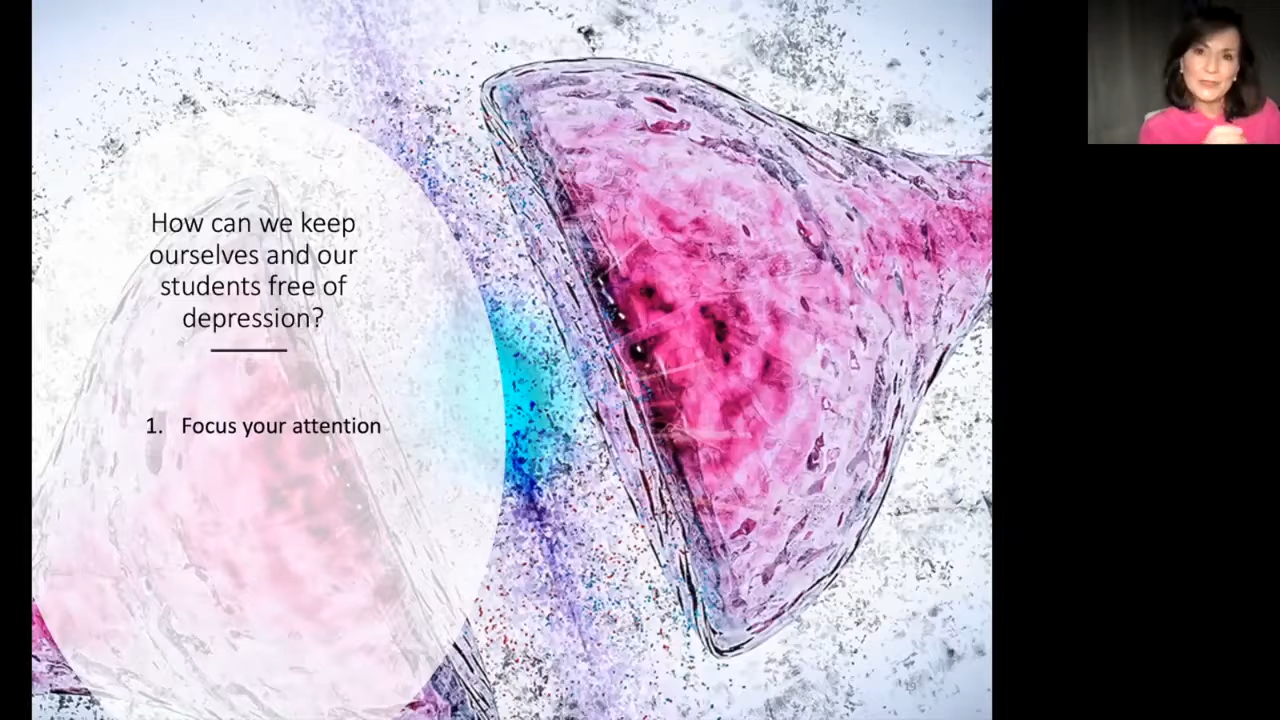 How can we keep
ourselves and our
students free of
depression?
1. Focus your attention